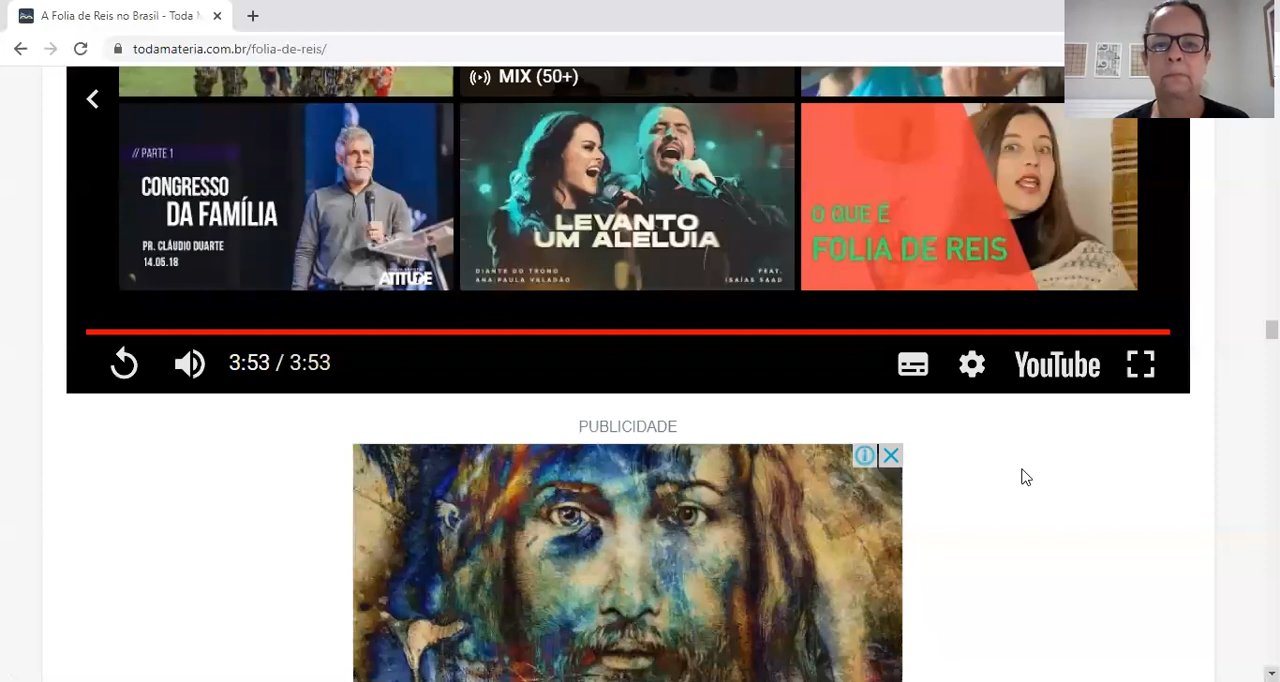 A Folia de Reis no Brasil - Toda
todamateria.com.br/folia-de-reis/
MIX (50+)
// PARTE 1
CONGRESSO
DA FAMÍLIA
PR. CLÁUDIO DUARTE
14.05.18
ATITUDE
LEVANTO
UM ALELUIA
DIANTE DO TRONO
ANA PAULA VALADÃO
FEAT.
ISAÍAS SAAD
O QUE É
FOLIA DE REIS
3:53 / 3:53
YouTube
PUBLICIDADE